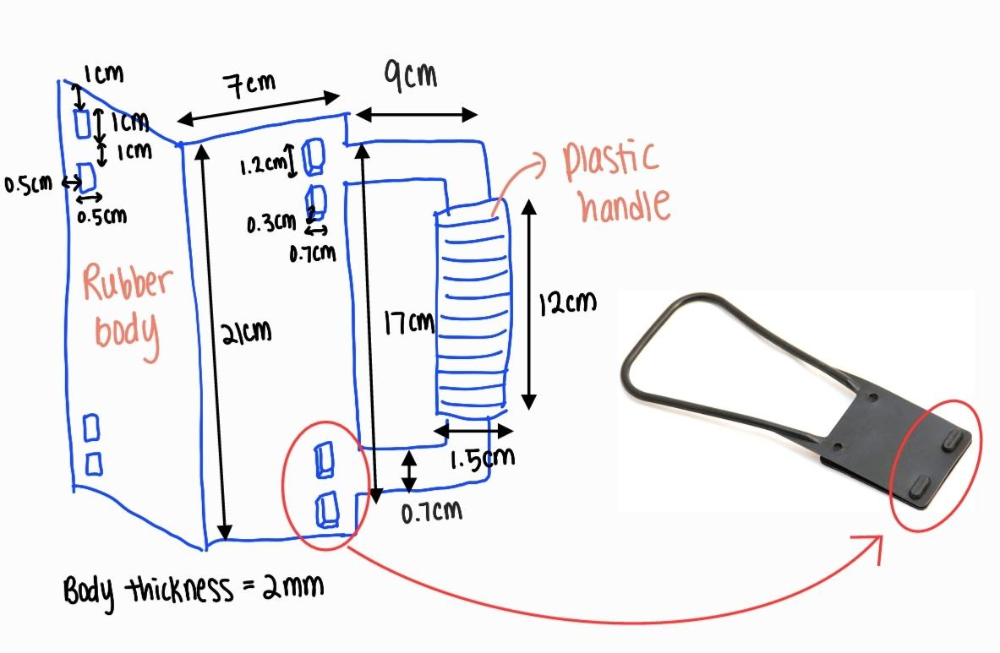 1cm
7cm
9cm
1cm
1cm
0.5cm
0.5cm
1.2cm
0.3cm
0.7cm
Plastic
handle
Rubber
body
21cm
17cm
12cm
1.5cm
0.7cm
Body thickness = 2mm